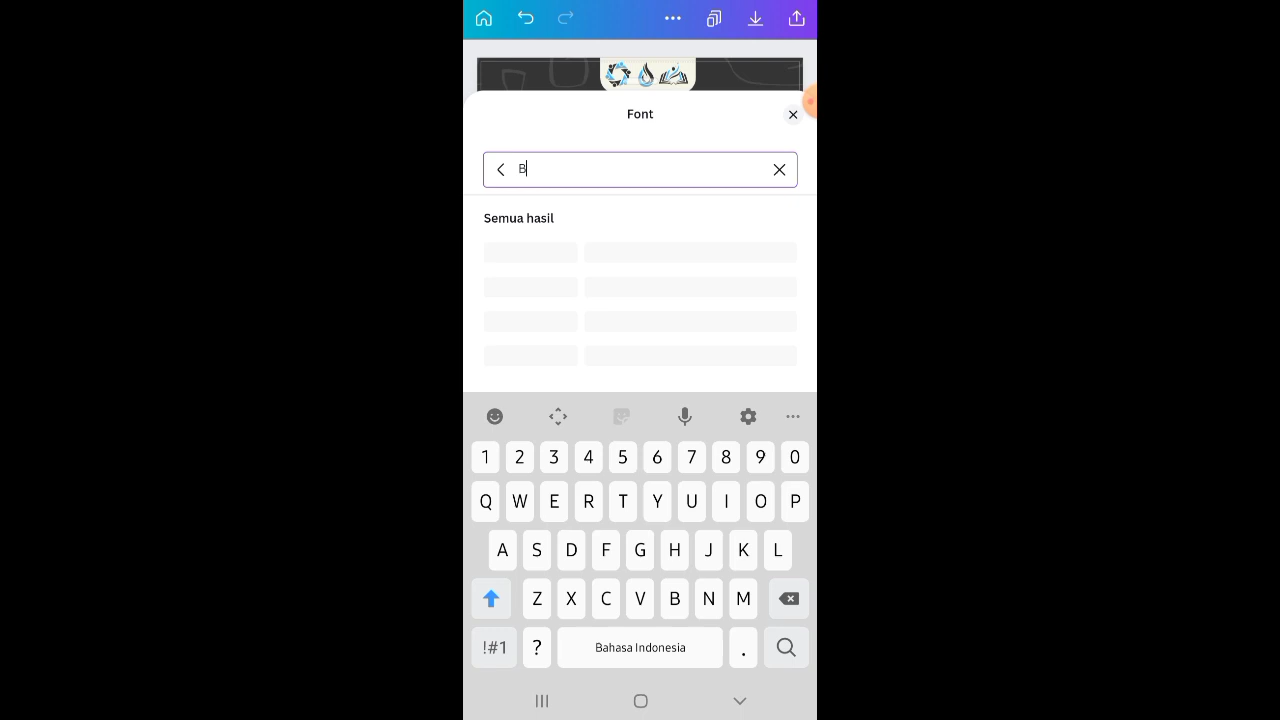 Font
B
Semua hasil
1 2 3 4 5 6 7 8 9 0
Q W E R T Y U I O P
A S D F G H J K L
Z X C V B N M
!#1 ? Bahasa Indonesia .